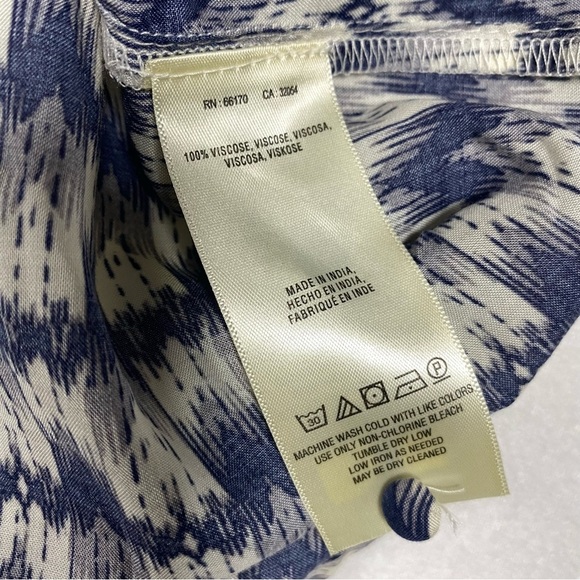 RN : 66170 CA : 32054
100% VISCOSE, VISCOSE, VISCOSA,
VISCOSA, VISKOSE
MADE IN INDIA,
HECHO EN INDIA,
FABRIQUÉ EN INDE
30 P
MACHINE WASH COLD WITH LIKE COLORS
USE ONLY NON-CHLORINE BLEACH
TUMBLE DRY LOW
LOW IRON AS NEEDED
MAY BE DRY CLEANED